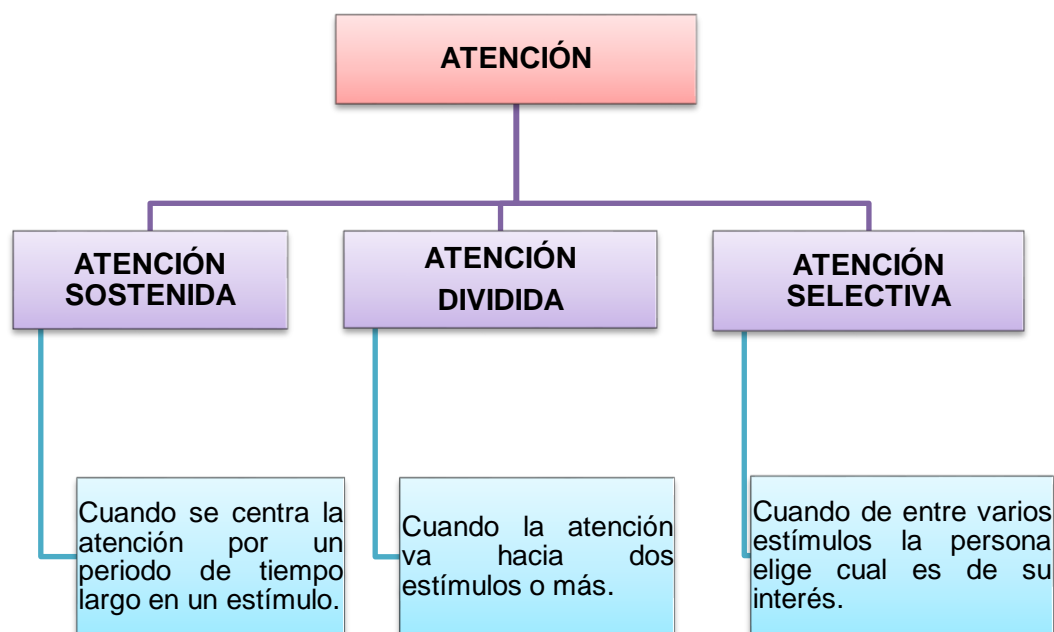 ATENCIÓN
ATENCIÓN
SOSTENIDA
ATENCIÓN
DIVIDIDA
ATENCIÓN
SELECTIVA
Cuando se centra la
atención por un
periodo de tiempo
largo en un estímulo.
Cuando la atención
va hacia dos
estímulos o más.
Cuando de entre varios
estímulos la persona
elige cual es de su
interés.